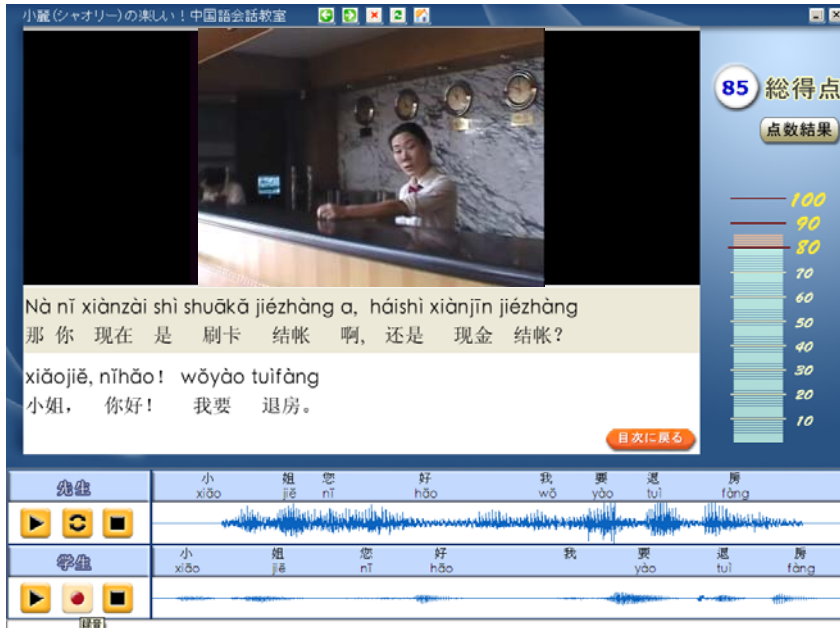 小麗(シャオリー)の楽しい!中国語会話教室
85 総得点
点数結果
100
90
80
70
60
50
40
30
20
10
Nà nǐ xiànzài shì shuākǎ jiézhàng a, háishì xiànjīn jiézhàng
那 你 现在 是 刷卡 结帐 啊, 还是 现金 结帐?
xiǎojiě, nǐhǎo! wǒyào tuìfàng
小姐, 你好! 我要 退房。
目次に戻る
先生
小 姐 您 好 我 要 退 房
xiǎo jiě nǐ hǎo wǒ yào tuì fàng
学生
小 姐 您 好 我 要 退 房
xiǎo jiě nǐ hǎo yào tuì fàng
録音